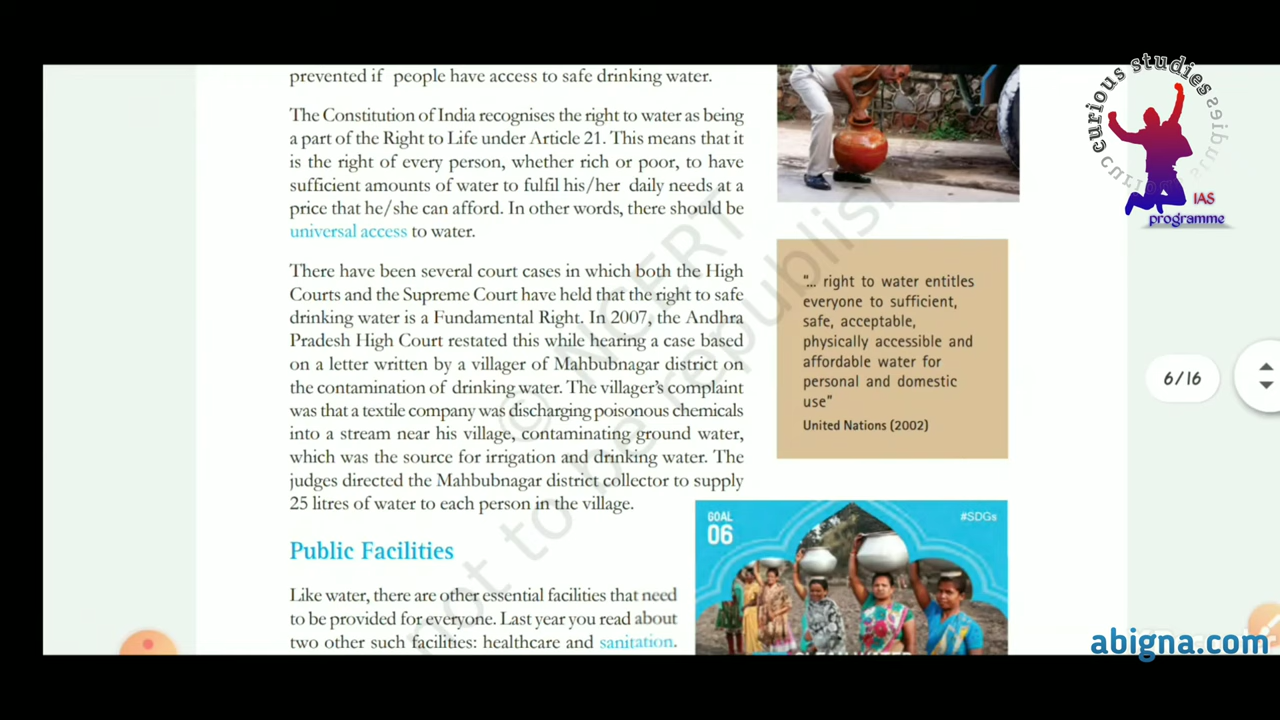 prevented if people have access to safe drinking water.
The Constitution of India recognises the right to water as being
a part of the Right to Life under Article 21. This means that it
is the right of every person, whether rich or poor, to have
sufficient amounts of water to fulfil his/her daily needs at a
price that he/she can afford. In other words, there should be
universal access to water.
There have been several court cases in which both the High
Courts and the Supreme Court have held that the right to safe
drinking water is a Fundamental Right. In 2007, the Andhra
Pradesh High Court restated this while hearing a case based
on a letter written by a villager of Mahbubnagar district on
the contamination of drinking water. The villager's complaint
was that a textile company was discharging poisonous chemicals
into a stream near his village, contaminating ground water,
which was the source for irrigation and drinking water. The
judges directed the Mahbubnagar district collector to supply
25 litres of water to each person in the village.
Public Facilities
Like water, there are other essential facilities that need
to be provided for everyone. Last year you read about
two other such facilities: healthcare and sanitation.
"... right to water entitles
everyone to sufficient,
safe, acceptable,
physically accessible and
affordable water for
personal and domestic
use"
United Nations (2002)
GOAL
06
#SDGs
CLEAN WATER
© NCERT
not to be republish
6/16
curious studies
IAS
programme
abigna.com